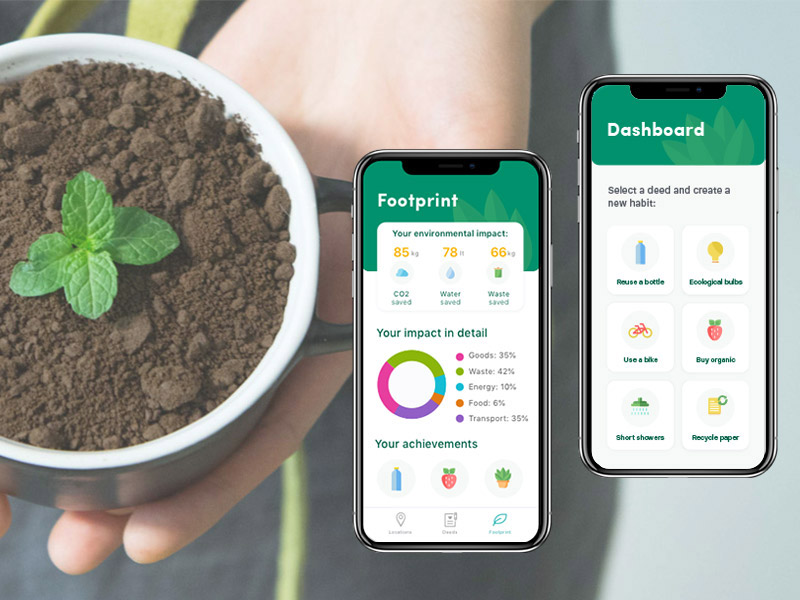 Footprint
Your environmental impact:
85 kg 78 lt 66 kg
CO2 Water Waste
saved saved saved
Your impact in detail
Goods: 35%
Waste: 42%
Energy: 10%
Food: 6%
Transport: 35%
Your achievements
Locations Deeds Footprint
Dashboard
Select a deed and create a
new habit:
Reuse a bottle Ecological bulbs
Use a bike Buy organic
Short showers Recycle paper